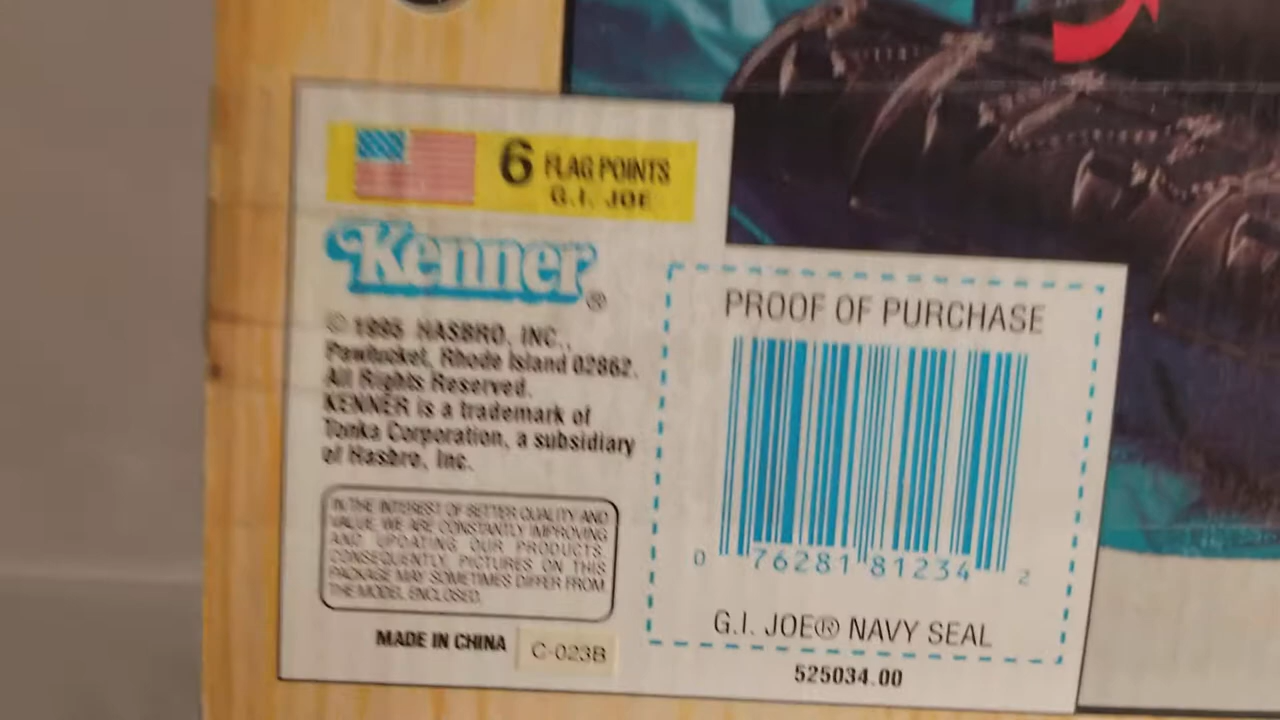 6 FLAG POINTS
G.I. JOE
Kenner®
© 1995 HASBRO, INC.,
Pawtucket, Rhode Island 02862.
All Rights Reserved.
KENNER is a trademark of
Tonka Corporation, a subsidiary
of Hasbro, Inc.
IN THE INTEREST OF BETTER QUALITY AND
VALUE, WE ARE CONSTANTLY IMPROVING
AND UPDATING OUR PRODUCTS.
CONSEQUENTLY, PICTURES ON THIS
PACKAGE MAY SOMETIMES DIFFER FROM
THE MODEL ENCLOSED.
MADE IN CHINA C-023B
PROOF OF PURCHASE
0 76281 81234 2
G.I. JOE® NAVY SEAL
525034.00